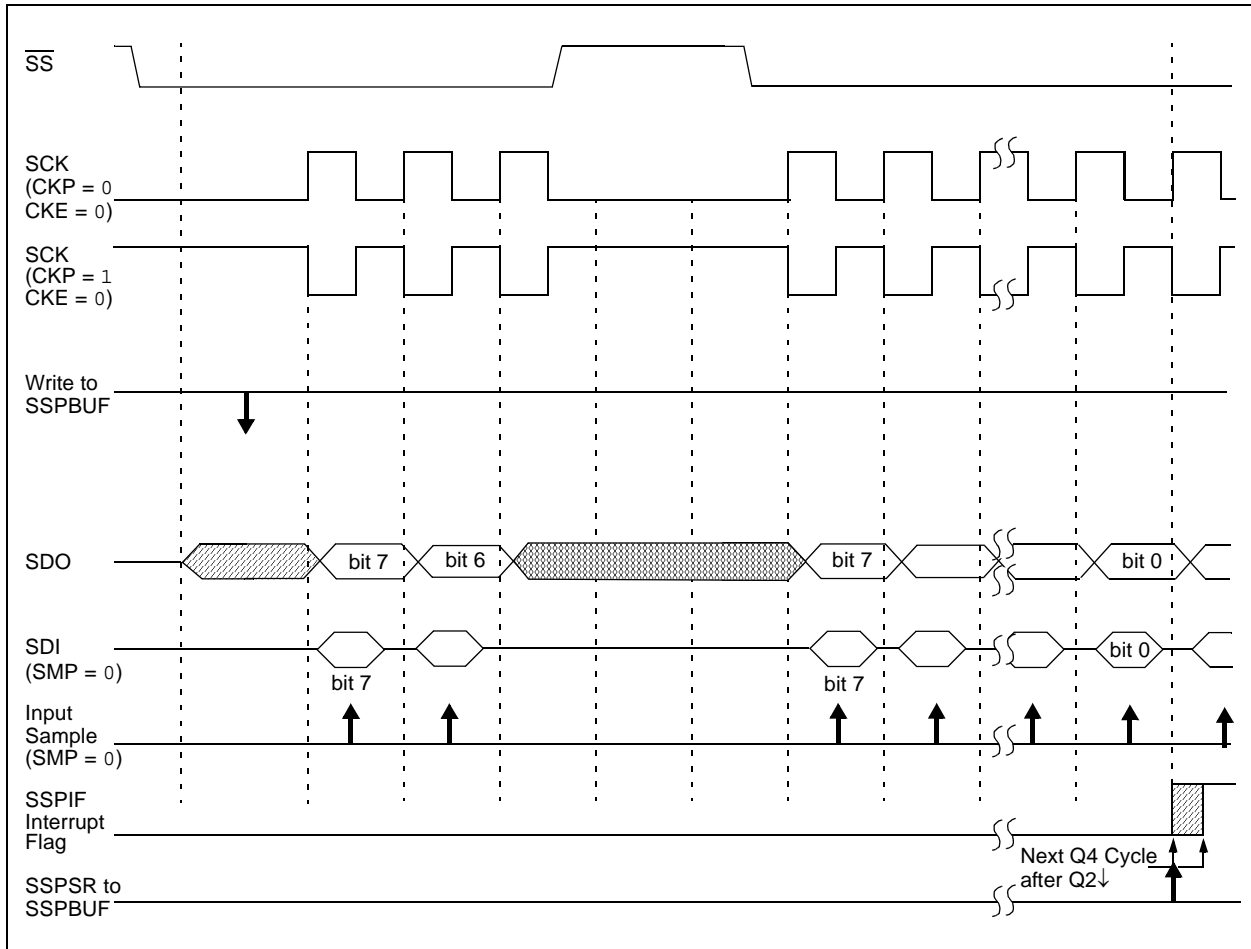 SS
SCK
(CKP = 0
CKE = 0)
SCK
(CKP = 1
CKE = 0)
Write to
SSPBUF
SDO
bit 7
bit 6
bit 7
bit 0
SDI
(SMP = 0)
bit 7
bit 7
bit 0
Input
Sample
(SMP = 0)
SSPIF
Interrupt
Flag
Next Q4 Cycle
after Q2↓
SSPSR to
SSPBUF